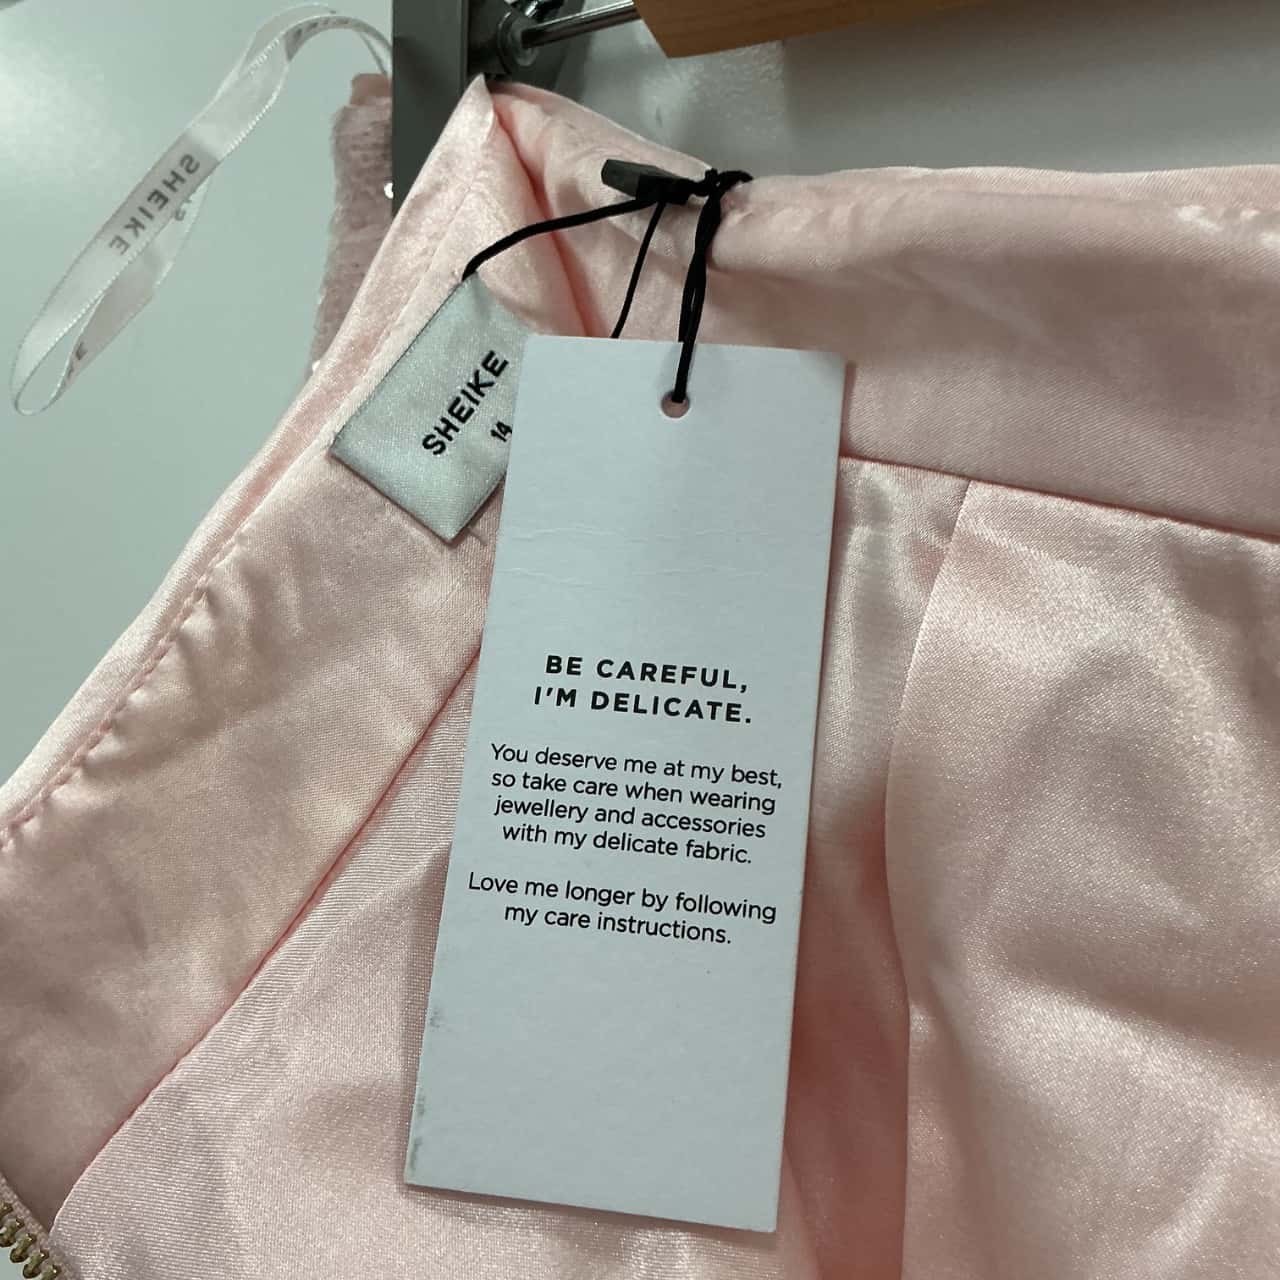 SHEIKE
SHEIKE
14
BE CAREFUL,
I'M DELICATE.
You deserve me at my best,
so take care when wearing
jewellery and accessories
with my delicate fabric.
Love me longer by following
my care instructions.